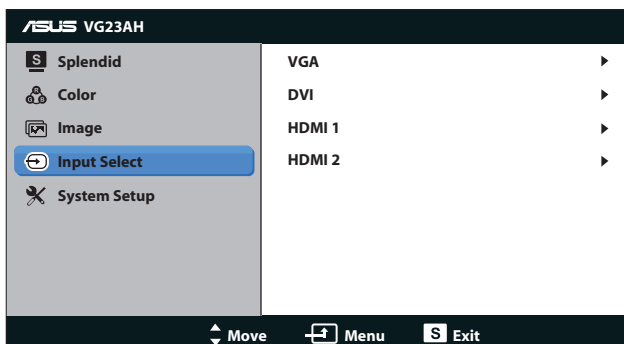 ASUS VG23AH
S Splendid
Color
Image
Input Select
System Setup
VGA
DVI
HDMI 1
HDMI 2
Move Menu S Exit